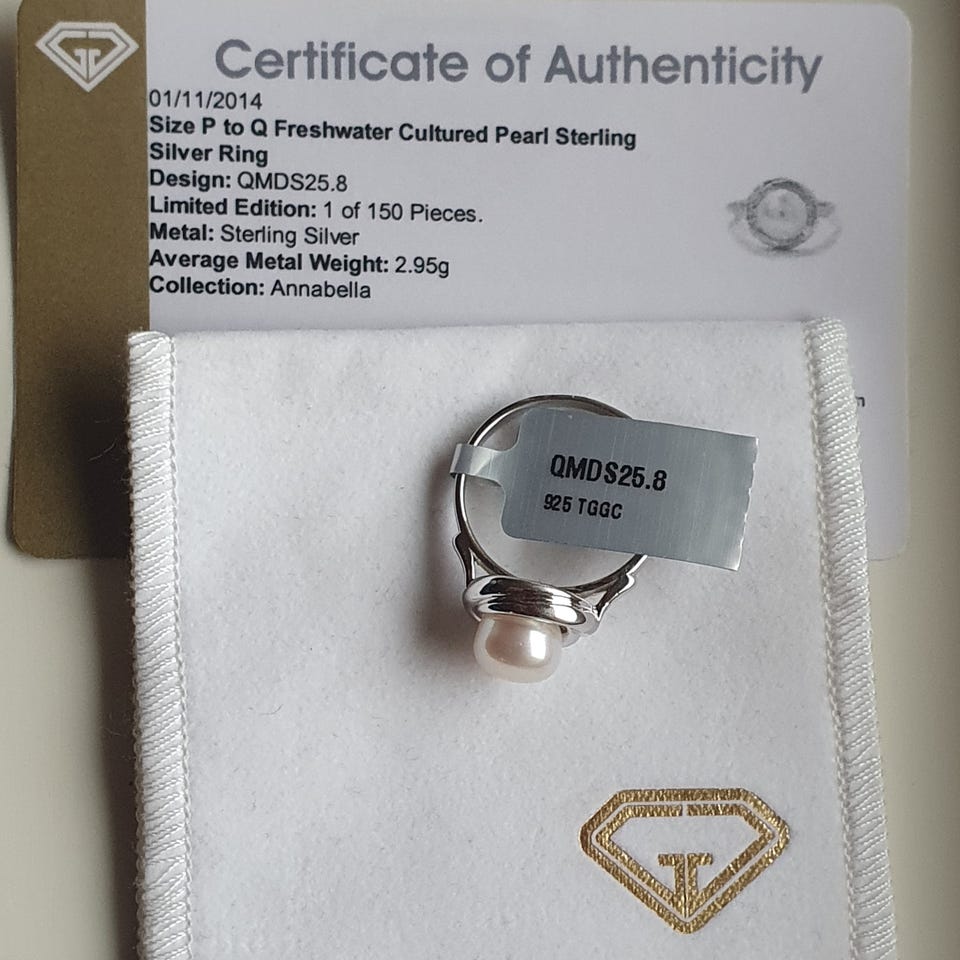 Certificate of Authenticity
01/11/2014
Size P to Q Freshwater Cultured Pearl Sterling
Silver Ring
Design: QMDS25.8
Limited Edition: 1 of 150 Pieces.
Metal: Sterling Silver
Average Metal Weight: 2.95g
Collection: Annabella
QMDS25.8
925 TGGC